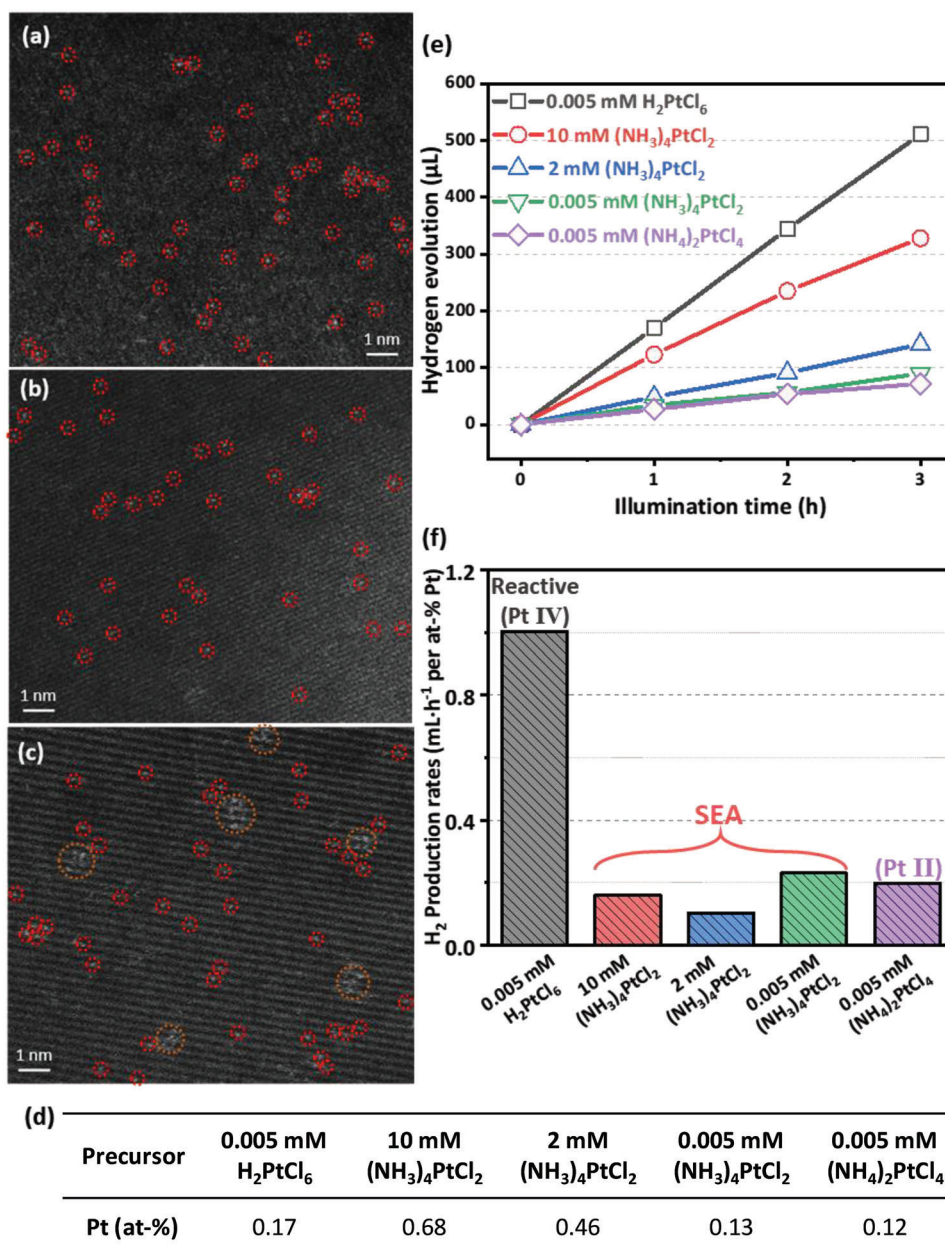 (a)
1 nm
(b)
1 nm
(c)
1 nm
(e)
600
500
400
300
200
100
0
Hydrogen evolution (µL)
0.005 mM H₂PtCl₆
10 mM (NH₃)₄PtCl₂
2 mM (NH₃)₄PtCl₂
0.005 mM (NH₃)₄PtCl₂
0.005 mM (NH₄)₂PtCl₄
0 1 2 3
Illumination time (h)
(f)
1.2
0.8
0.4
0.0
H₂ Production rates (mL·h⁻¹ per at-% Pt)
Reactive
(Pt IV)
SEA
(Pt II)
0.005 mM
H₂PtCl₆
10 mM
(NH₃)₄PtCl₂
2 mM
(NH₃)₄PtCl₂
0.005 mM
(NH₃)₄PtCl₂
0.005 mM
(NH₄)₂PtCl₄
(d)
Precursor 0.005 mM H₂PtCl₆ 10 mM (NH₃)₄PtCl₂ 2 mM (NH₃)₄PtCl₂ 0.005 mM (NH₃)₄PtCl₂ 0.005 mM (NH₄)₂PtCl₄
Pt (at-%) 0.17 0.68 0.46 0.13 0.12